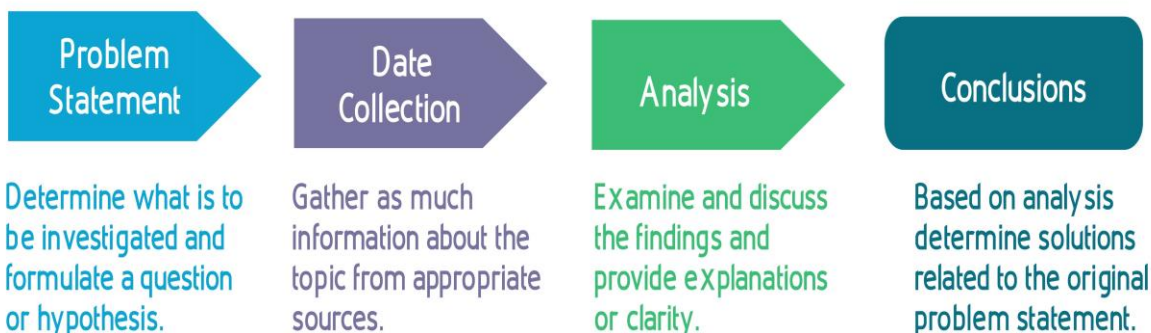 Problem
Statement
Date
Collection
Analysis
Conclusions
Determine what is to
be investigated and
formulate a question
or hypothesis.
Gather as much
information about the
topic from appropriate
sources.
Examine and discuss
the findings and
provide explanations
or clarity.
Based on analysis
determine solutions
related to the original
problem statement.